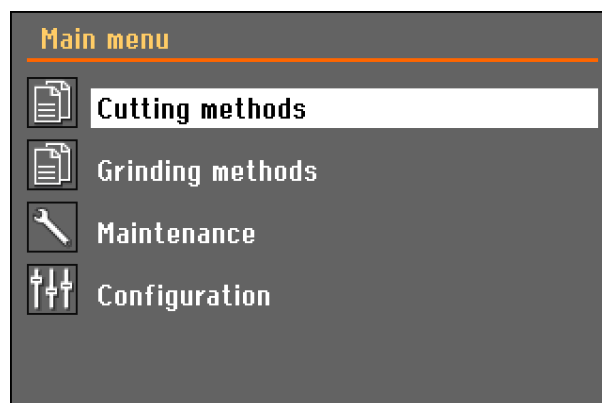 Main menu
Cutting methods
Grinding methods
Maintenance
Configuration